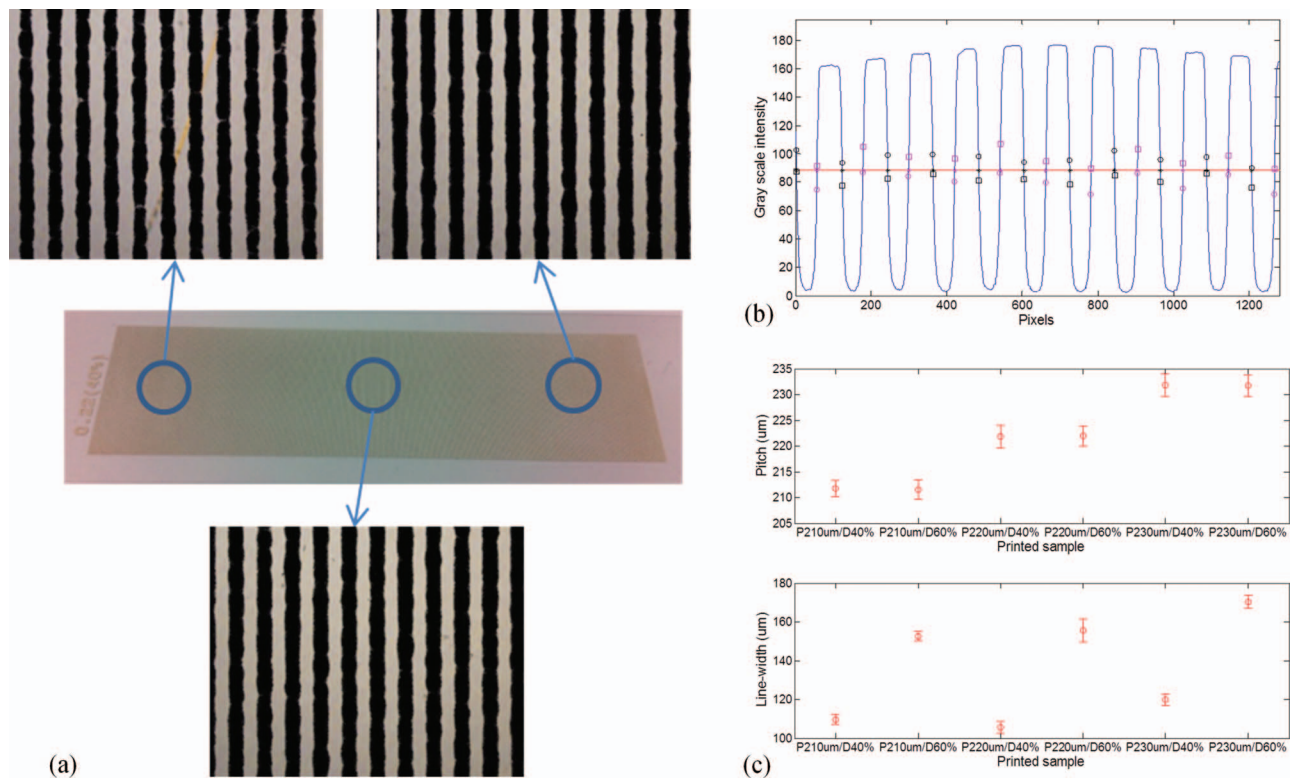 0.22(40%)
(a)
Gray scale intensity
180
160
140
120
100
80
60
40
20
0
0 200 400 600 800 1000 1200
Pixels
(b)
Pitch (um)
235
230
225
220
215
210
205
P210um/D40% P210um/D60% P220um/D40% P220um/D60% P230um/D40% P230um/D60%
Printed sample
Line-width (um)
180
160
140
120
100
P210um/D40% P210um/D60% P220um/D40% P220um/D60% P230um/D40% P230um/D60%
Printed sample
(c)